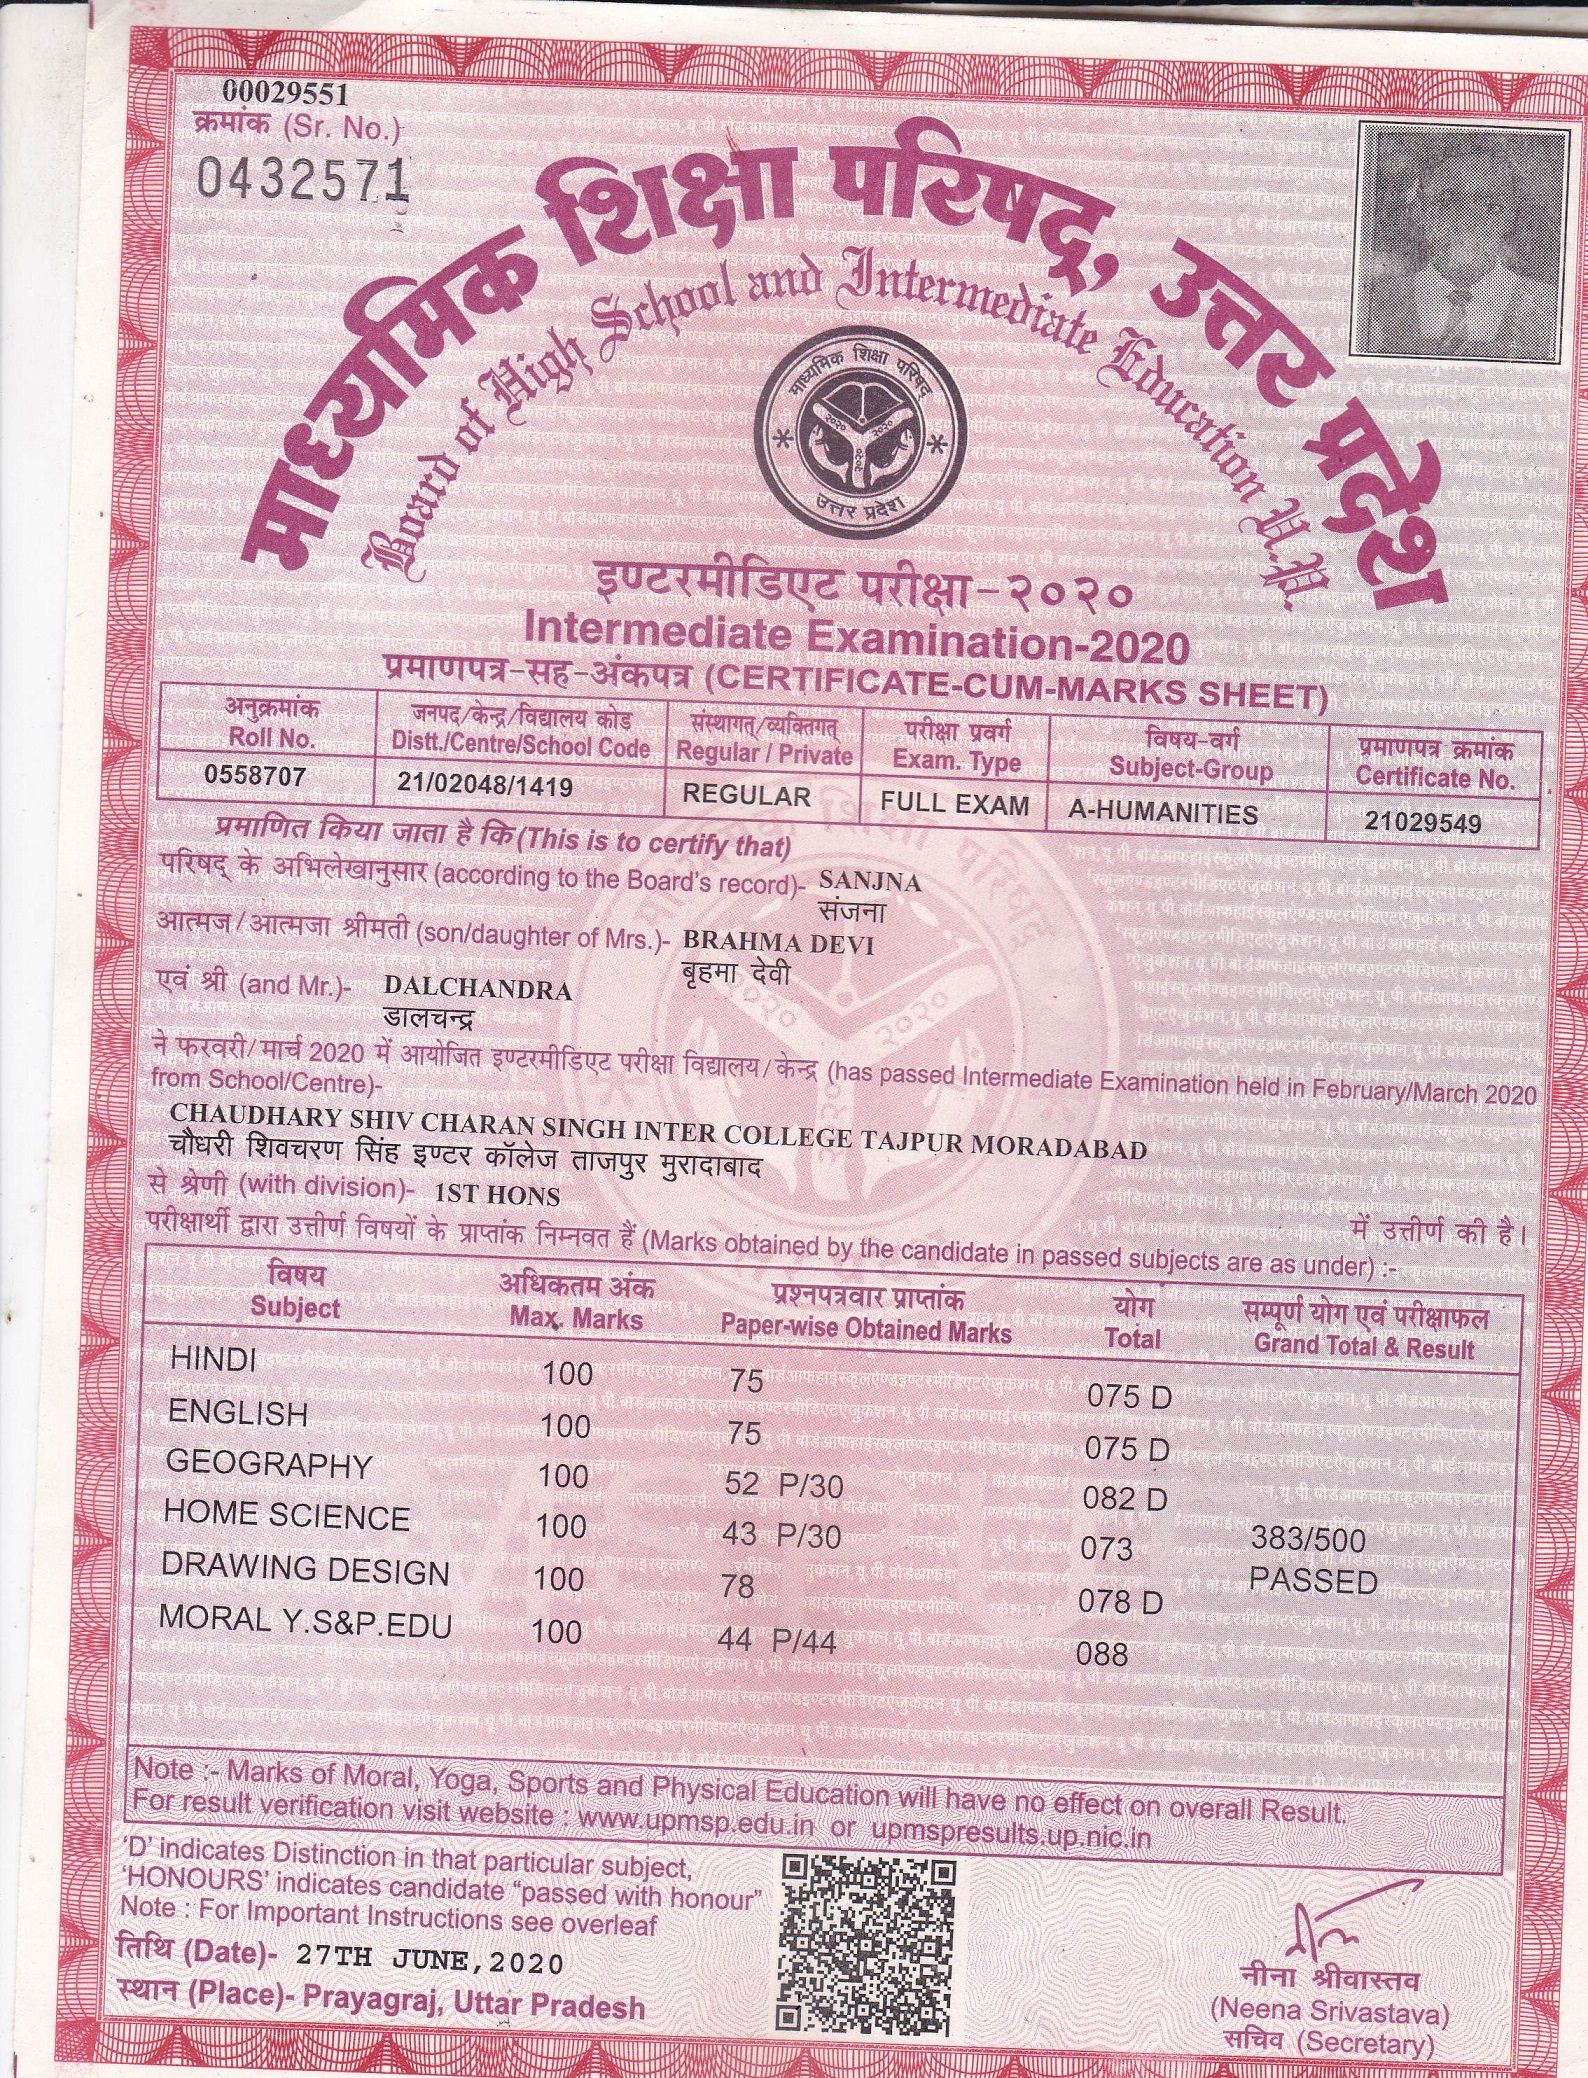 00029551
क्रमांक (Sr. No.)
0432571
माध्यमिक शिक्षा परिषद्, उत्तर प्रदेश
Board of High School and Intermediate Education U.P.
माध्यमिक शिक्षा परिषद्
२०२० २०२०
२०२०
उत्तर प्रदेश
इण्टरमीडिएट परीक्षा-२०२०
Intermediate Examination-2020
प्रमाणपत्र-सह-अंकपत्र (CERTIFICATE-CUM-MARKS SHEET)
अनुक्रमांक जनपद/केन्द्र/विद्यालय कोड संस्थागत्/व्यक्तिगत् परीक्षा प्रवर्ग विषय-वर्ग प्रमाणपत्र क्रमांक
Roll No. Distt./Centre/School Code Regular / Private Exam. Type Subject-Group Certificate No.
0558707 21/02048/1419 REGULAR FULL EXAM A-HUMANITIES 21029549
प्रमाणित किया जाता है कि (This is to certify that)
परिषद् के अभिलेखानुसार (according to the Board's record)- SANJNA
संजना
आत्मज/आत्मजा श्रीमती (son/daughter of Mrs.)- BRAHMA DEVI
बृहमा देवी
एवं श्री (and Mr.)- DALCHANDRA
डालचन्द्र
ने फरवरी/मार्च 2020 में आयोजित इण्टरमीडिएट परीक्षा विद्यालय/केन्द्र (has passed Intermediate Examination held in February/March 2020
from School/Centre)-
CHAUDHARY SHIV CHARAN SINGH INTER COLLEGE TAJPUR MORADABAD
चौधरी शिवचरण सिंह इण्टर कॉलेज ताजपुर मुरादाबाद
से श्रेणी (with division)- 1ST HONS
में उत्तीर्ण की है।
परीक्षार्थी द्वारा उत्तीर्ण विषयों के प्राप्तांक निम्नवत हैं (Marks obtained by the candidate in passed subjects are as under) :-
विषय अधिकतम अंक प्रश्नपत्रवार प्राप्तांक योग सम्पूर्ण योग एवं परीक्षाफल
Subject Max. Marks Paper-wise Obtained Marks Total Grand Total & Result
HINDI 100 75 075 D
ENGLISH 100 75 075 D
GEOGRAPHY 100 52 P/30 082 D
HOME SCIENCE 100 43 P/30 073 383/500
DRAWING DESIGN 100 78 078 D PASSED
MORAL Y.S&P.EDU 100 44 P/44 088
Note :- Marks of Moral, Yoga, Sports and Physical Education will have no effect on overall Result.
For result verification visit website : www.upmsp.edu.in or upmspresults.up.nic.in
'D' indicates Distinction in that particular subject,
'HONOURS' indicates candidate "passed with honour"
Note : For Important Instructions see overleaf
तिथि (Date)- 27TH JUNE,2020
स्थान (Place)- Prayagraj, Uttar Pradesh
नीना श्रीवास्तव
(Neena Srivastava)
सचिव (Secretary)